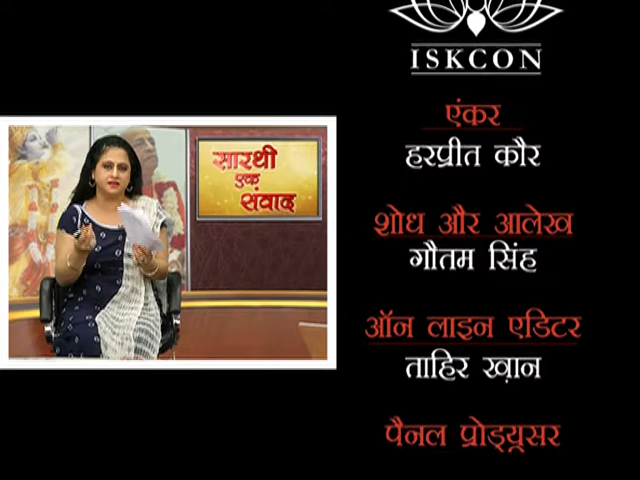 ISKCON
एंकर
हरप्रीत कौर
शोध और आलेख
गौतम सिंह
ऑन लाइन एडिटर
ताहिर ख़ान
पैनल प्रोड्यूसर
सारथी
एक
संवाद